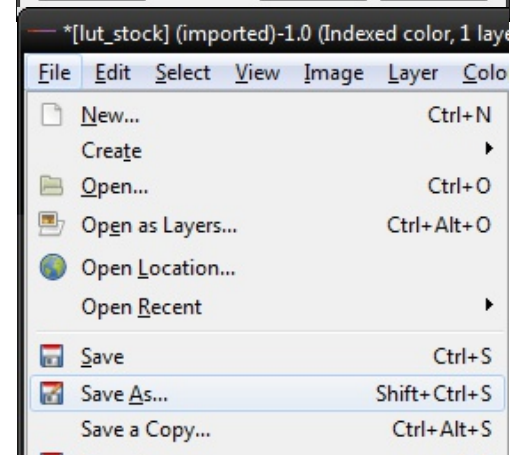 *[lut_stock] (imported)-1.0 (Indexed color, 1 laye
File Edit Select View Image Layer Colo
New... Ctrl+N
Create
Open... Ctrl+O
Open as Layers... Ctrl+Alt+O
Open Location...
Open Recent
Save Ctrl+S
Save As... Shift+Ctrl+S
Save a Copy... Ctrl+Alt+S